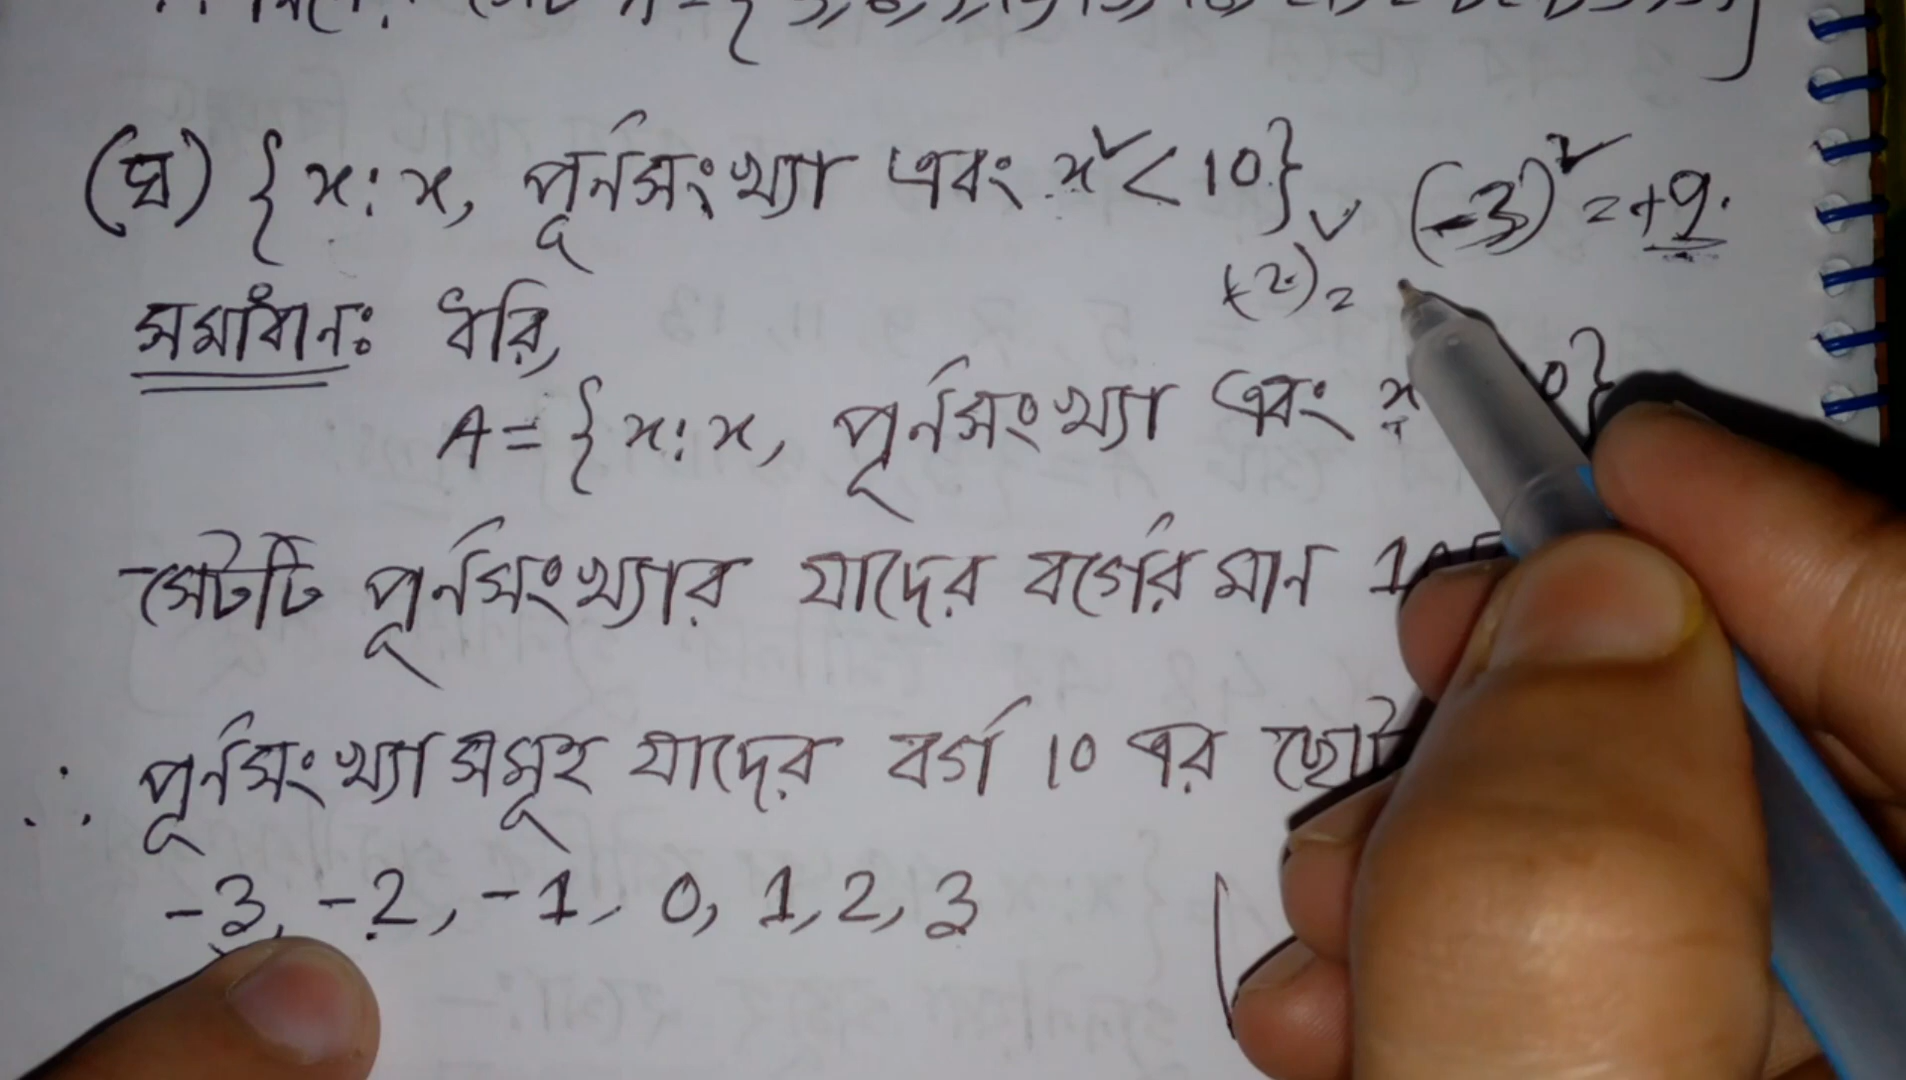 (ঘ) {x : x, পূর্নসংখ্যা এবং x² < 10} (-3)² = +9.
(-2)² =
সমাধানঃ ধরি,
A = {x : x, পূর্নসংখ্যা এবং x 0}
সেটটি পূর্নসংখ্যার যাদের বর্গের মান
∴ পূর্নসংখ্যাসমূহ যাদের বর্গ 10 এর ছোট
-3, -2, -1, 0, 1, 2, 3